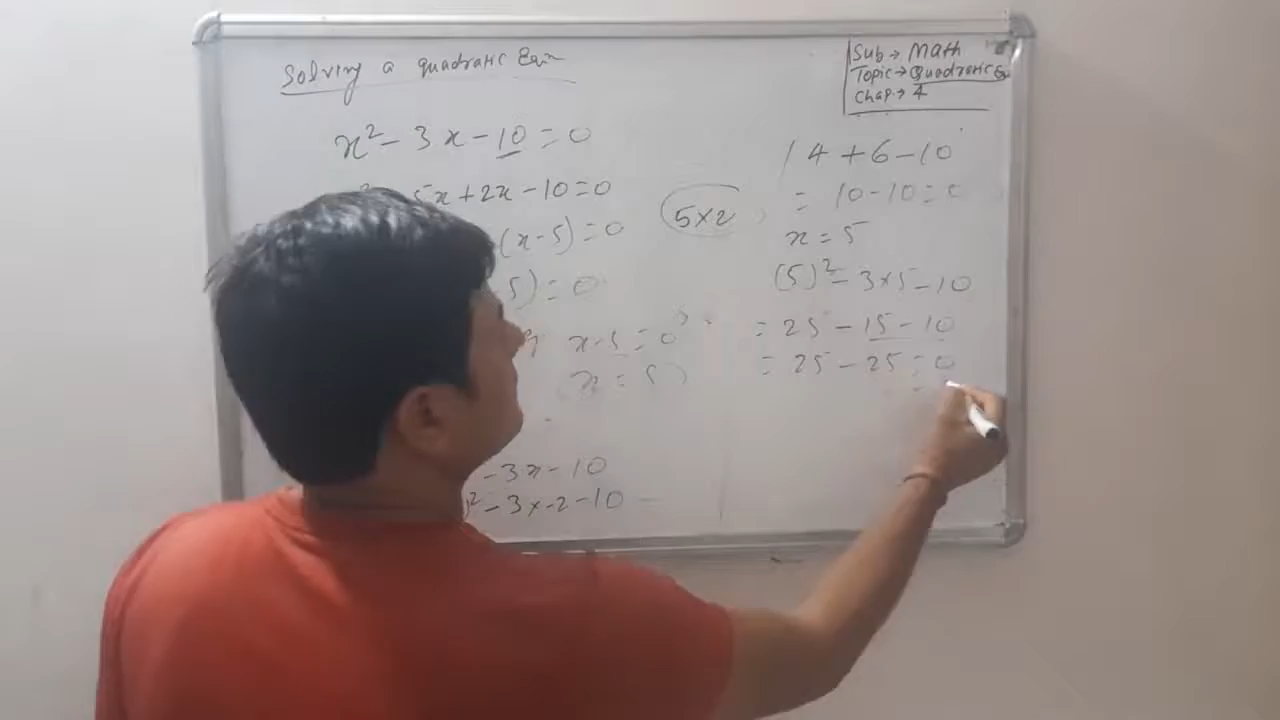 Solving a quadratic Eqn
Sub → Math
Topic → Quadratic Eq
Chap. → 4
x² - 3x - 10 = 0
5x + 2x - 10 = 0
(x - 5) = 0
5) = 0
x - 5 = 0
x = 5
- 3x - 10
)² - 3 × -2 - 10
5×2
4 + 6 - 10
= 10 - 10 = 0
x = 5
(5)² - 3×5 - 10
= 25 - 15 - 10
= 25 - 25 = 0